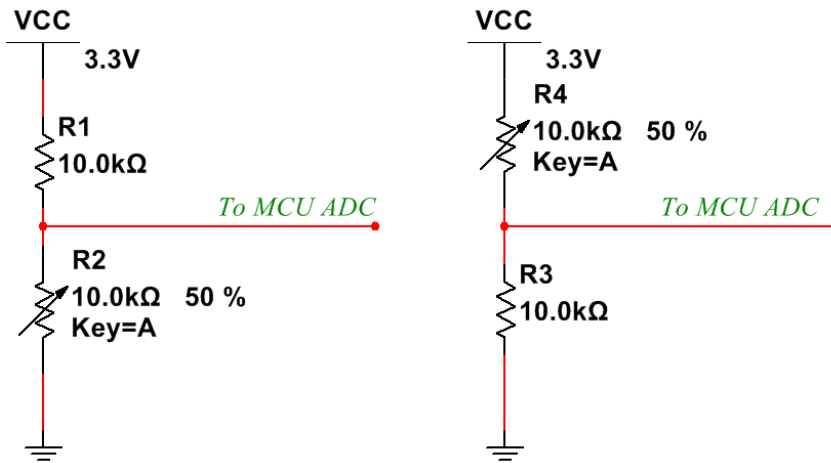 VCC
3.3V
R1
10.0kΩ
To MCU ADC
R2
10.0kΩ 50 %
Key=A
VCC
3.3V
R4
10.0kΩ 50 %
Key=A
To MCU ADC
R3
10.0kΩ